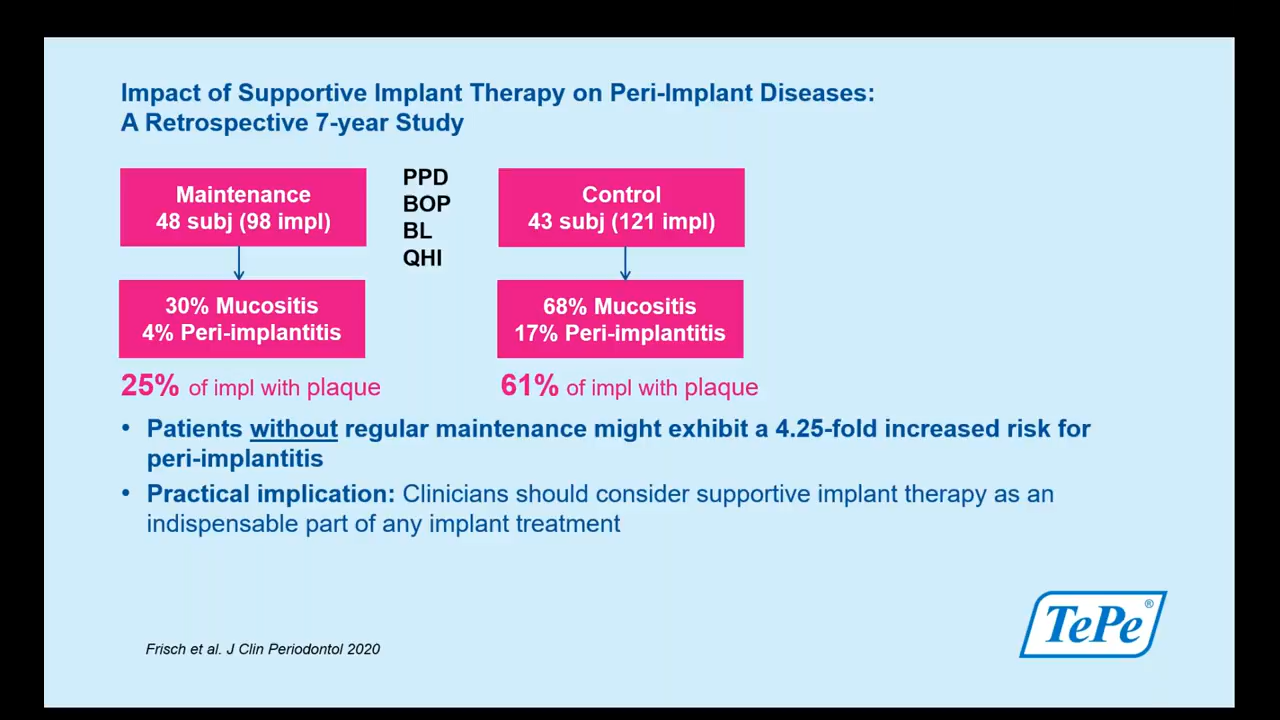 Impact of Supportive Implant Therapy on Peri-Implant Diseases:
A Retrospective 7-year Study
Maintenance
48 subj (98 impl)
PPD
BOP
BL
QHI
Control
43 subj (121 impl)
30% Mucositis
4% Peri-implantitis
68% Mucositis
17% Peri-implantitis
25% of impl with plaque
61% of impl with plaque
• Patients without regular maintenance might exhibit a 4.25-fold increased risk for
peri-implantitis
• Practical implication: Clinicians should consider supportive implant therapy as an
indispensable part of any implant treatment
TePe®
Frisch et al. J Clin Periodontol 2020